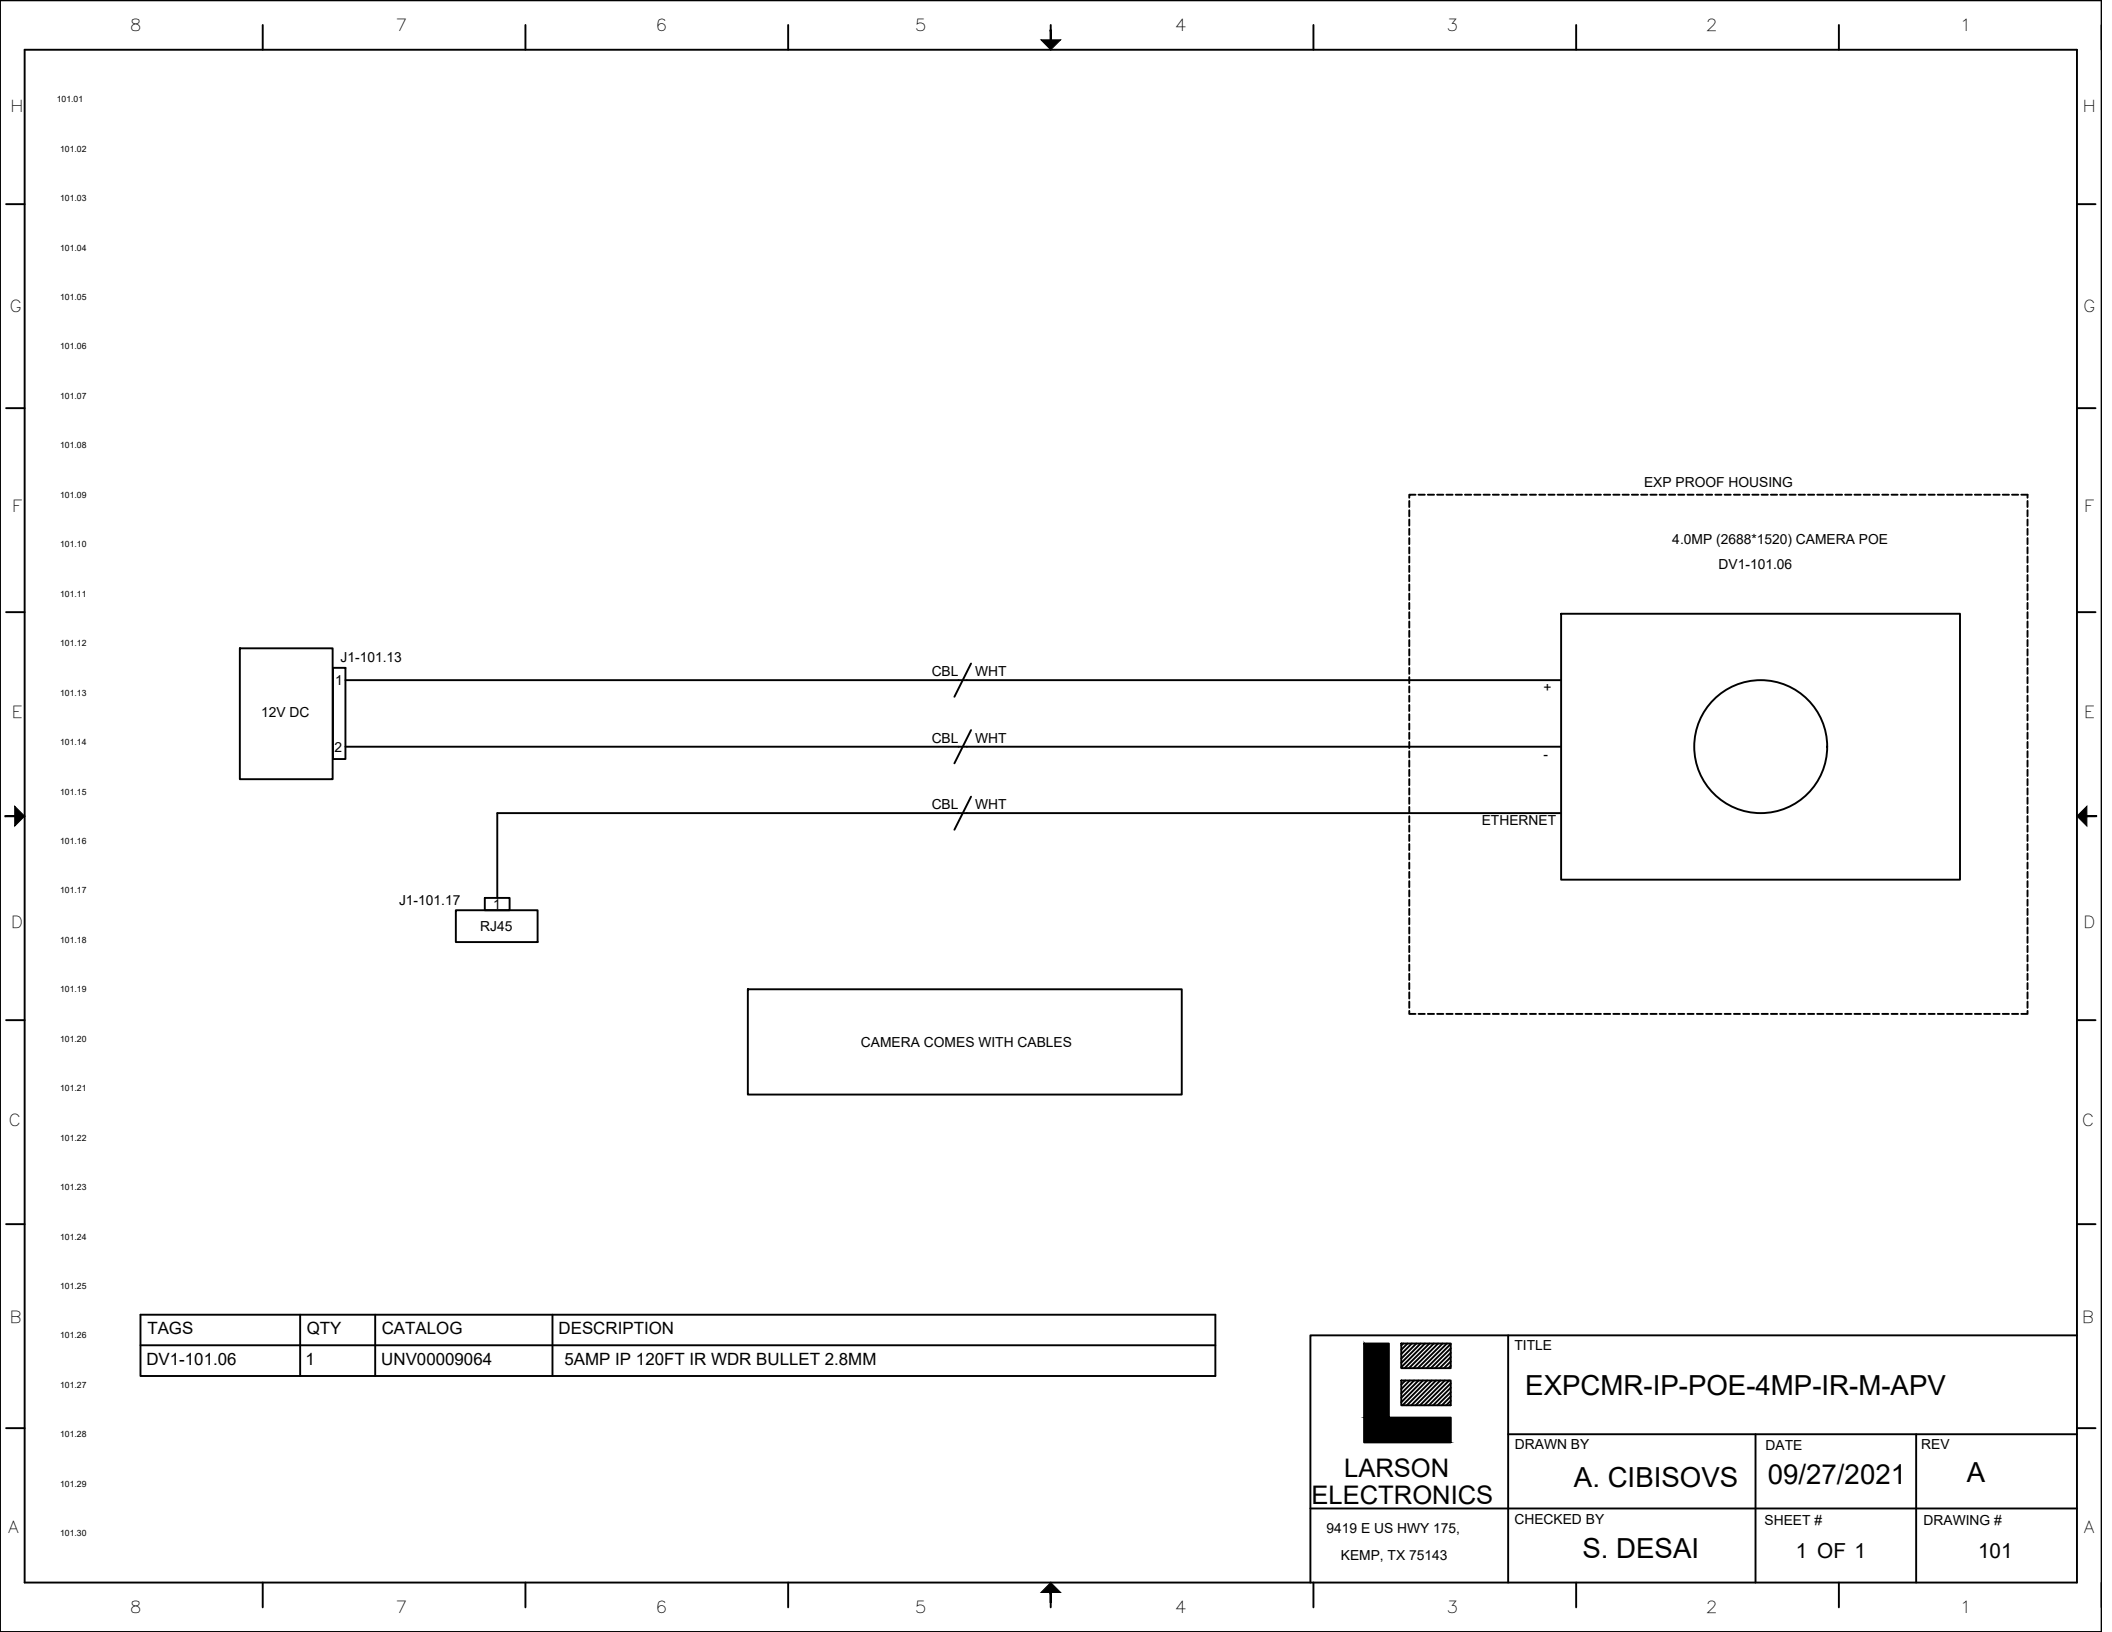 8 7 6 5 4 3 2 1
H H
G G
F F
E E
D D
C C
B B
A A
101.01
101.02
101.03
101.04
101.05
101.06
101.07
101.08
101.09
101.10
101.11
101.12
101.13
101.14
101.15
101.16
101.17
101.18
101.19
101.20
101.21
101.22
101.23
101.24
101.25
101.26
101.27
101.28
101.29
101.30
EXP PROOF HOUSING
4.0MP (2688*1520) CAMERA POE
DV1-101.06
J1-101.13
12V DC
1
2
CBL / WHT
+
CBL / WHT
-
CBL / WHT
ETHERNET
J1-101.17
1
RJ45
CAMERA COMES WITH CABLES
TAGS QTY CATALOG DESCRIPTION
DV1-101.06 1 UNV00009064 5AMP IP 120FT IR WDR BULLET 2.8MM
LARSON
ELECTRONICS
9419 E US HWY 175,
KEMP, TX 75143
TITLE
EXPCMR-IP-POE-4MP-IR-M-APV
DRAWN BY DATE REV
A. CIBISOVS 09/27/2021 A
CHECKED BY SHEET # DRAWING #
S. DESAI 1 OF 1 101
8 7 6 5 4 3 2 1